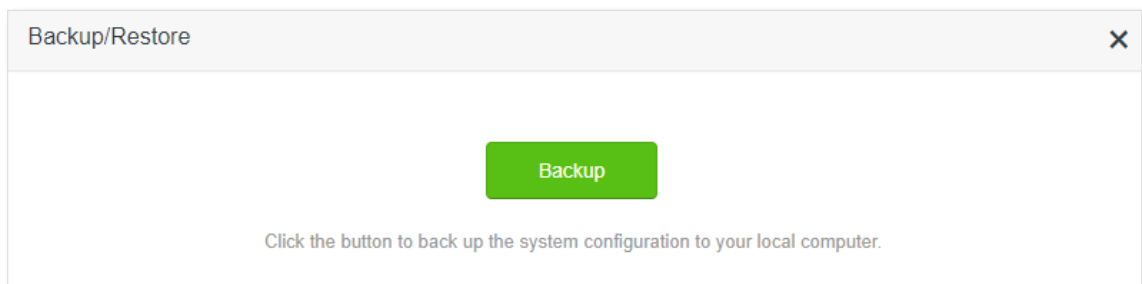 Backup/Restore
Backup
Click the button to back up the system configuration to your local computer.